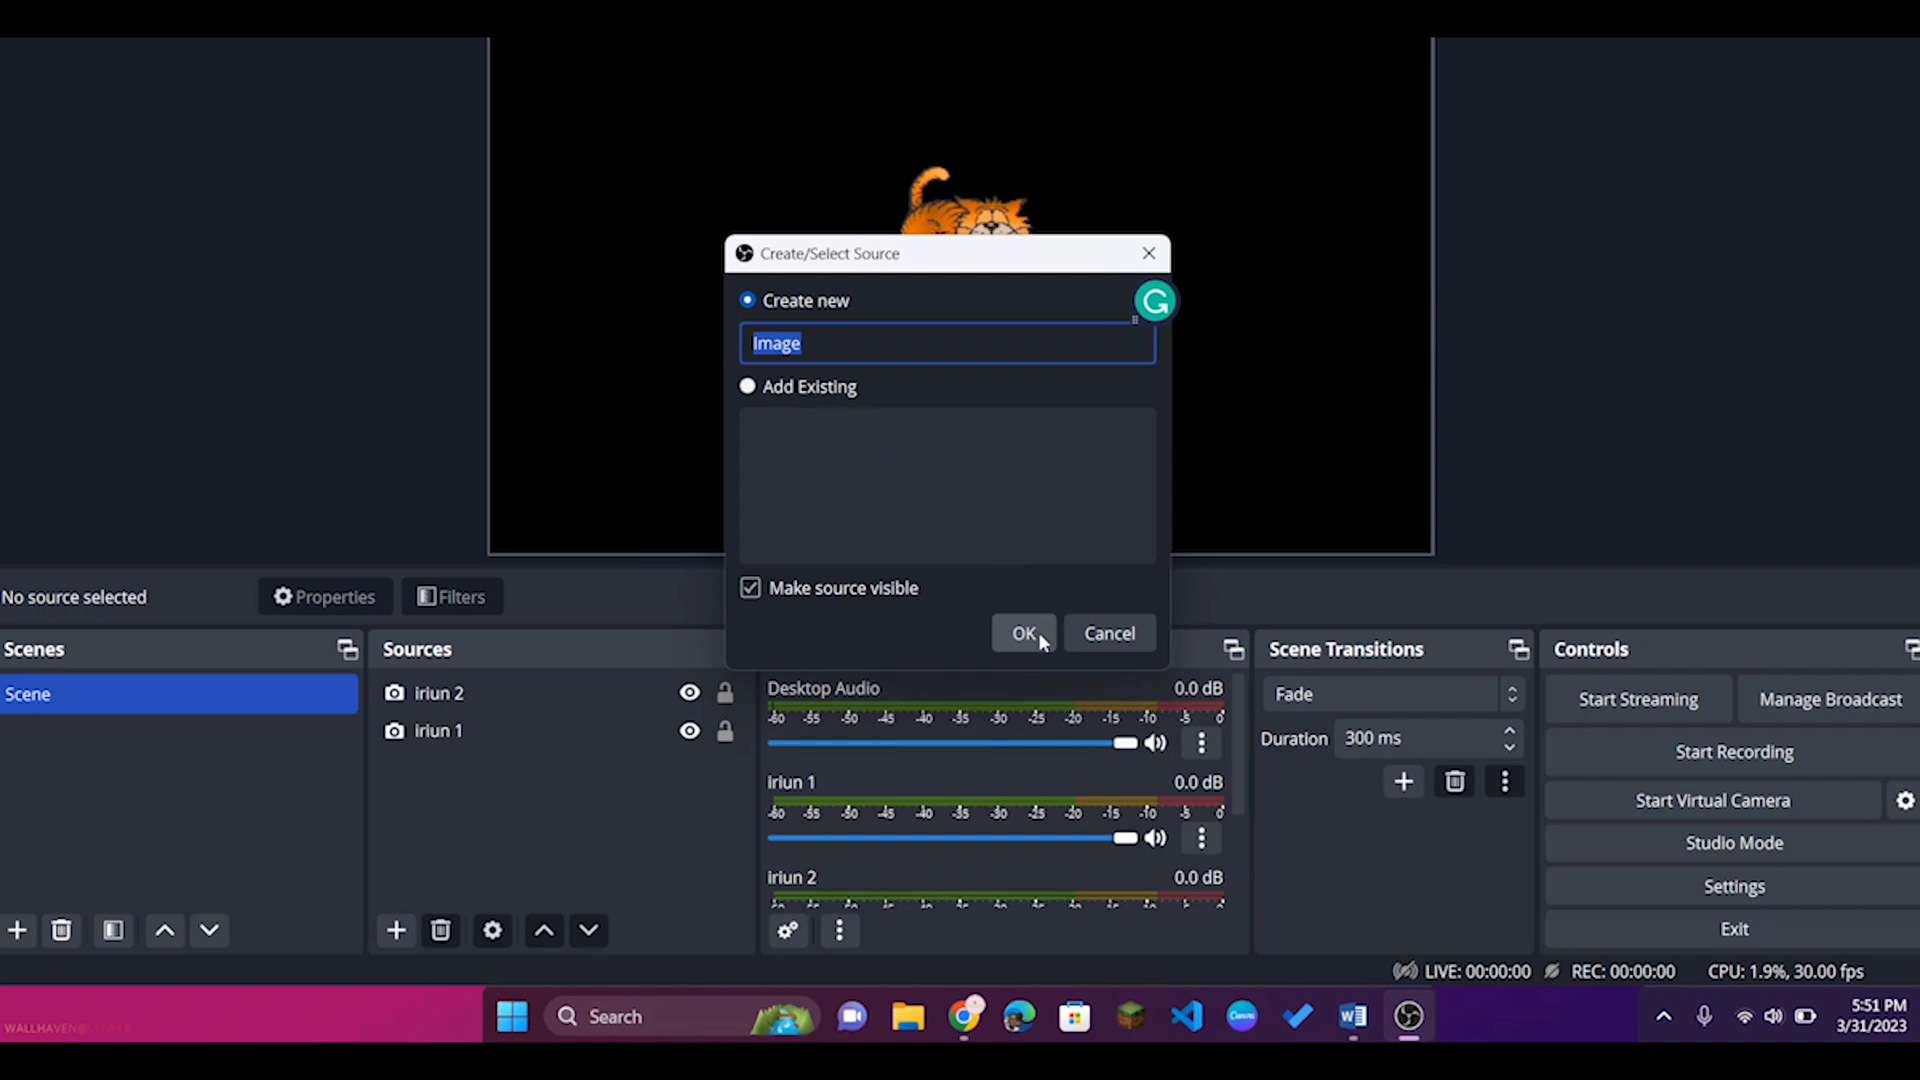 Create/Select Source
Create new
Image
Add Existing
Make source visible
OK
Cancel
No source selected
Properties
Filters
Scenes
Scene
Sources
iriun 2
iriun 1
Desktop Audio
0.0 dB
-60 -55 -50 -45 -40 -35 -30 -25 -20 -15 -10 -5 0
iriun 1
0.0 dB
-60 -55 -50 -45 -40 -35 -30 -25 -20 -15 -10 -5 0
iriun 2
0.0 dB
Scene Transitions
Fade
Duration 300 ms
Controls
Start Streaming
Manage Broadcast
Start Recording
Start Virtual Camera
Studio Mode
Settings
Exit
LIVE: 00:00:00 REC: 00:00:00 CPU: 1.9%, 30.00 fps
Search
Canva
W
5:51 PM
3/31/2023